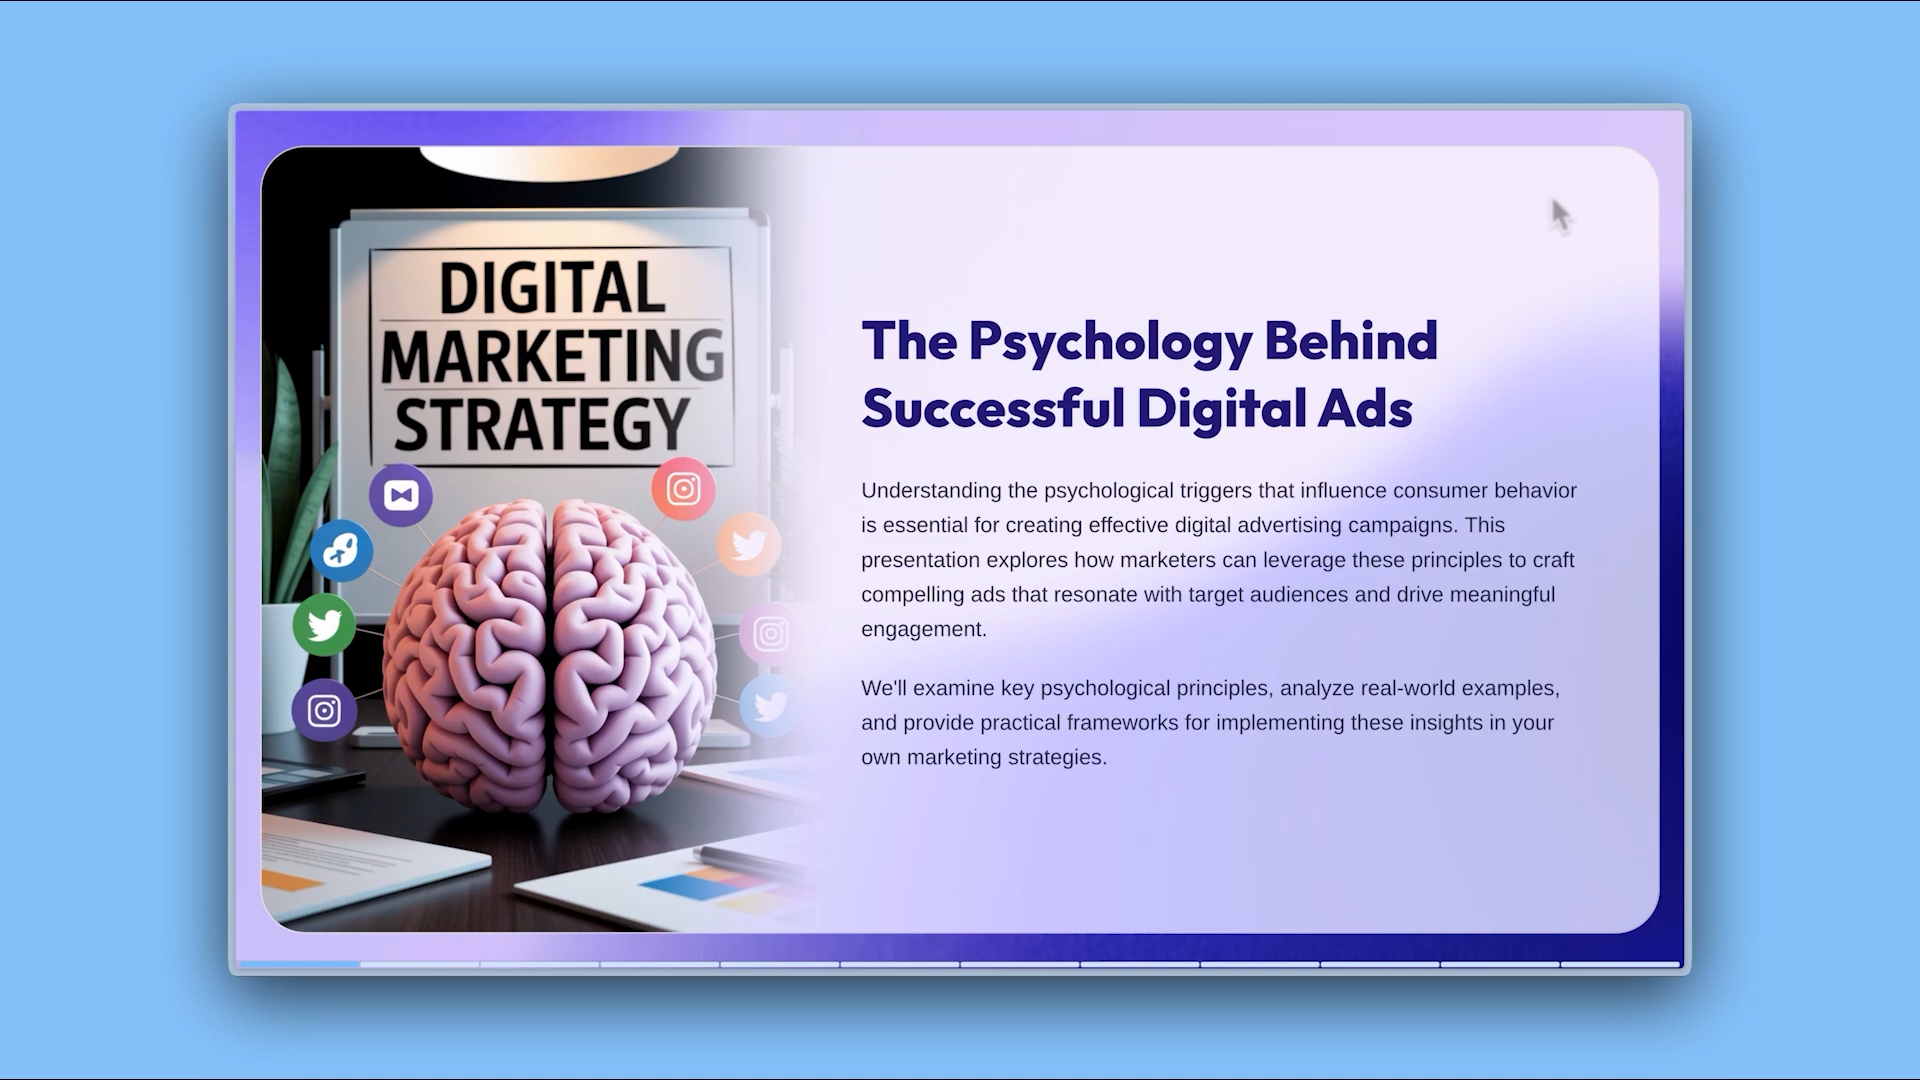 DIGITAL
MARKETING
STRATEGY
The Psychology Behind
Successful Digital Ads
Understanding the psychological triggers that influence consumer behavior
is essential for creating effective digital advertising campaigns. This
presentation explores how marketers can leverage these principles to craft
compelling ads that resonate with target audiences and drive meaningful
engagement.
We'll examine key psychological principles, analyze real-world examples,
and provide practical frameworks for implementing these insights in your
own marketing strategies.